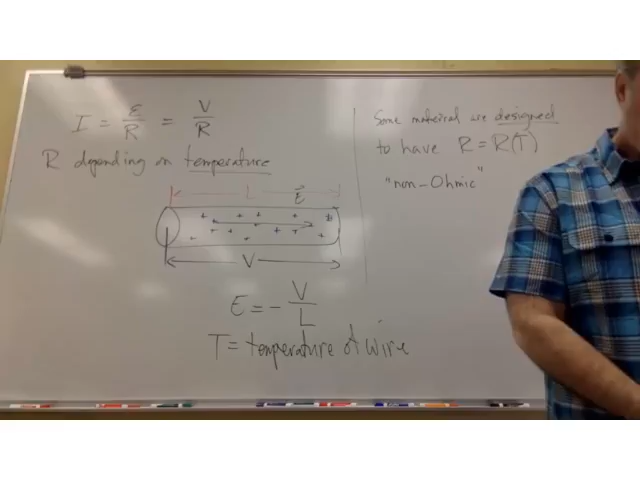 I = ε/R = V/R
R depending on temperature
L
E⃗
V
E = - V/L
T = temperature of wire
Some material are designed
to have R = R(T)
"non-Ohmic"